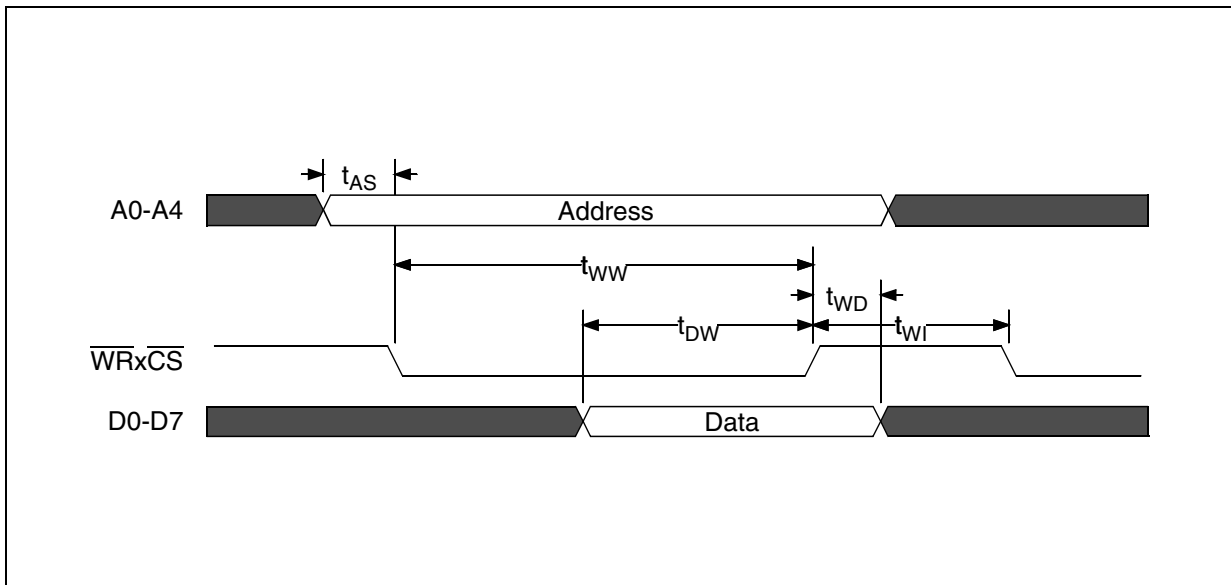 tAS
A0-A4
Address
tWW
tWD
tDW
tWI
WRxCS
D0-D7
Data